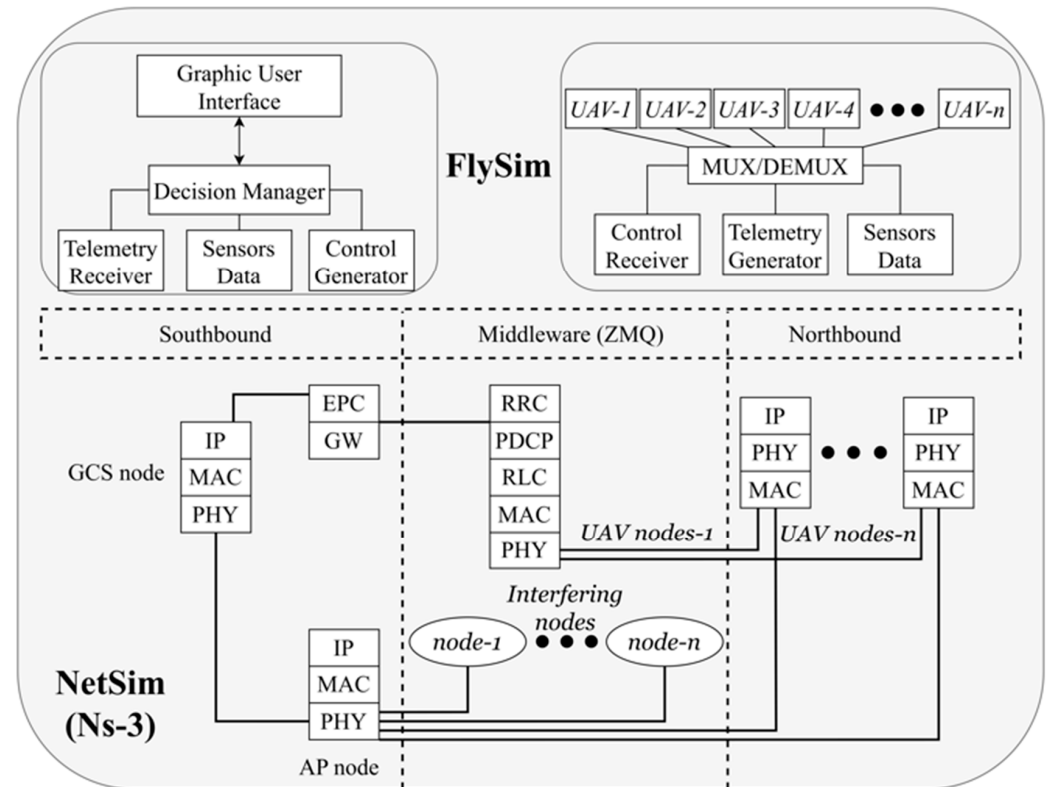 Graphic User
Interface
Decision Manager
Telemetry
Receiver
Sensors
Data
Control
Generator
FlySim
UAV-1
UAV-2
UAV-3
UAV-4
UAV-n
MUX/DEMUX
Control
Receiver
Telemetry
Generator
Sensors
Data
Southbound
Middleware (ZMQ)
Northbound
GCS node
IP
MAC
PHY
EPC
GW
RRC
PDCP
RLC
MAC
PHY
IP
PHY
MAC
IP
PHY
MAC
UAV nodes-1
UAV nodes-n
Interfering
nodes
node-1
node-n
NetSim
(Ns-3)
IP
MAC
PHY
AP node